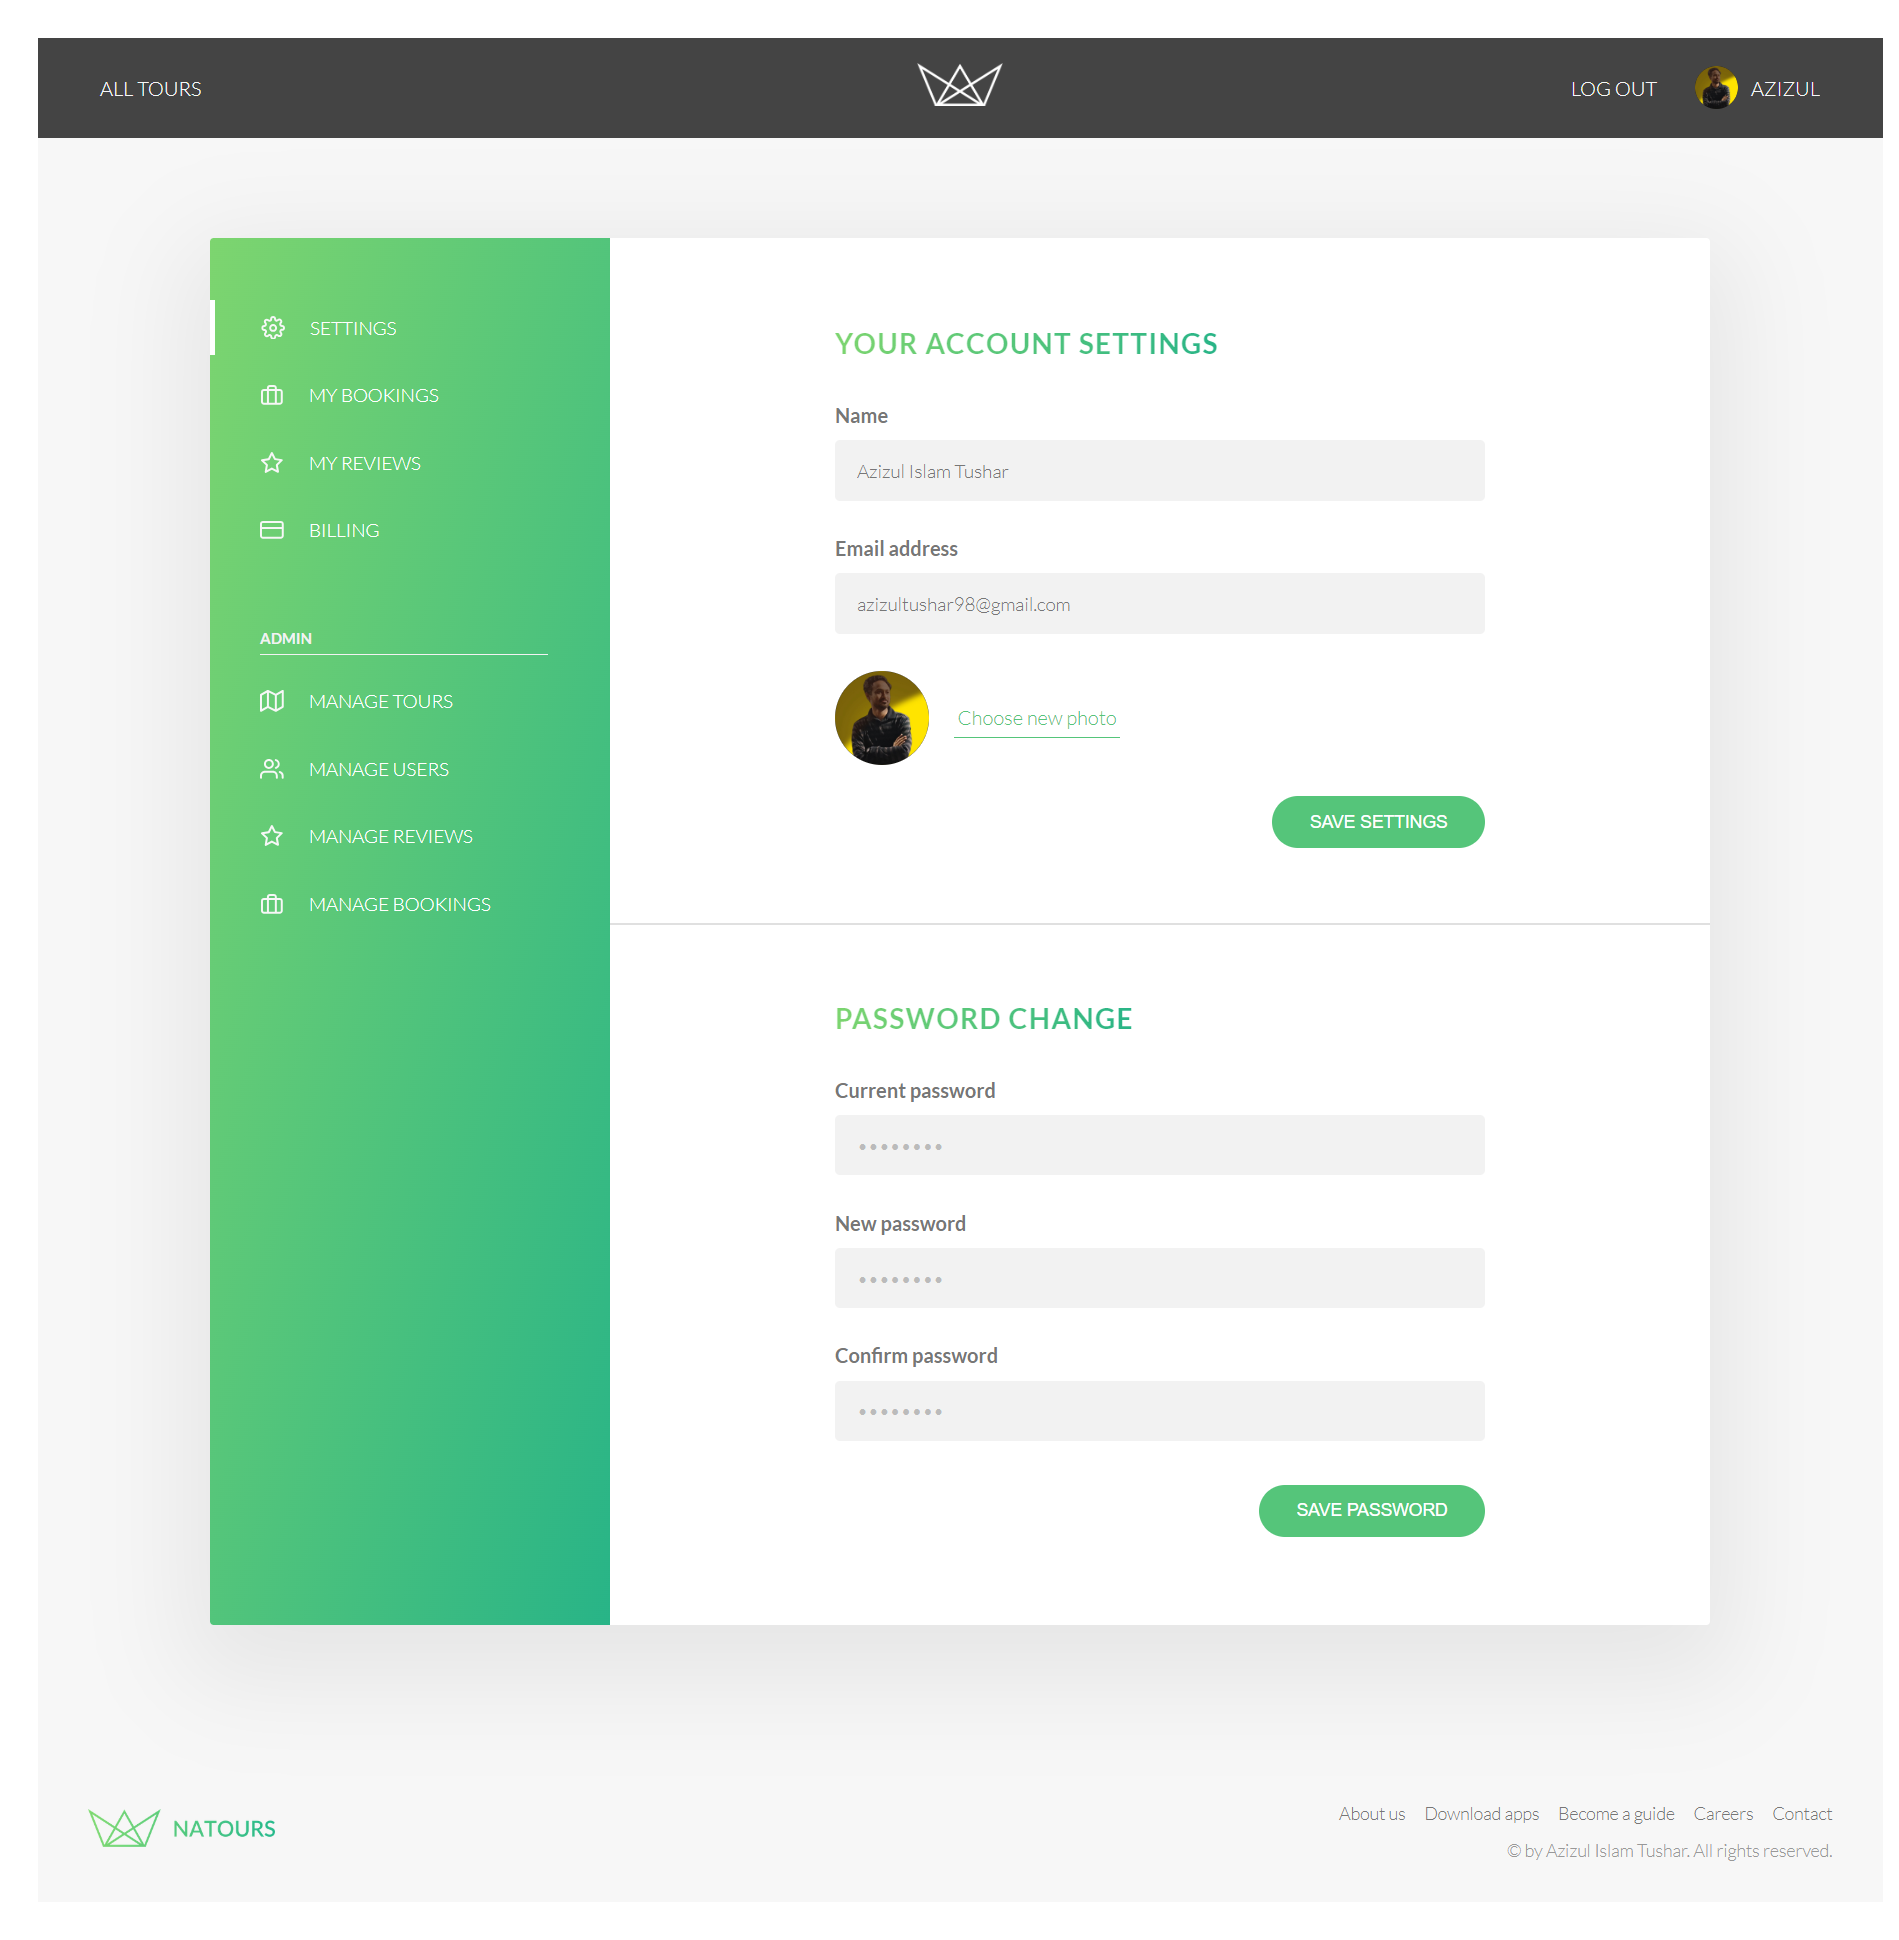 ALL TOURS
LOG OUT
AZIZUL
SETTINGS
MY BOOKINGS
MY REVIEWS
BILLING
ADMIN
MANAGE TOURS
MANAGE USERS
MANAGE REVIEWS
MANAGE BOOKINGS
YOUR ACCOUNT SETTINGS
Name
Azizul Islam Tushar
Email address
azizultushar98@gmail.com
Choose new photo
SAVE SETTINGS
PASSWORD CHANGE
Current password
••••••••
New password
••••••••
Confirm password
••••••••
SAVE PASSWORD
NATOURS
About us Download apps Become a guide Careers Contact
© by Azizul Islam Tushar. All rights reserved.